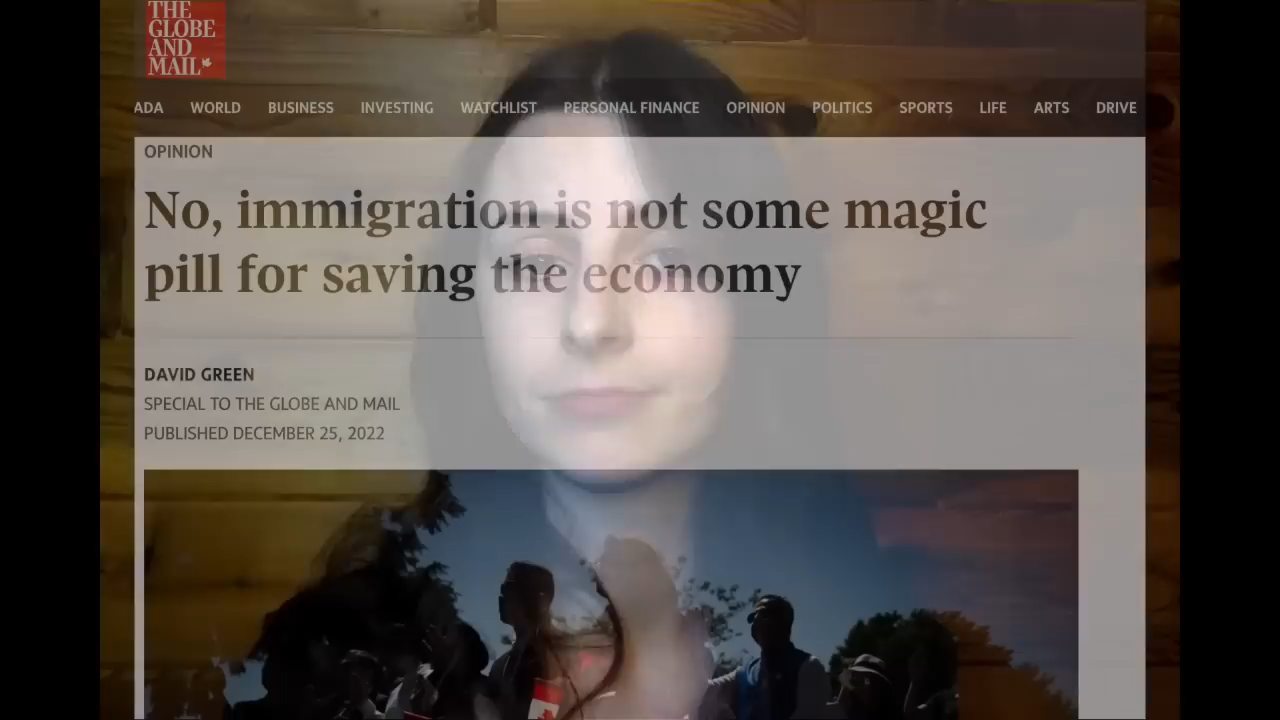 THE
GLOBE
AND
MAIL
ADA WORLD BUSINESS INVESTING WATCHLIST PERSONAL FINANCE OPINION POLITICS SPORTS LIFE ARTS DRIVE
OPINION
No, immigration is not some magic
pill for saving the economy
DAVID GREEN
SPECIAL TO THE GLOBE AND MAIL
PUBLISHED DECEMBER 25, 2022